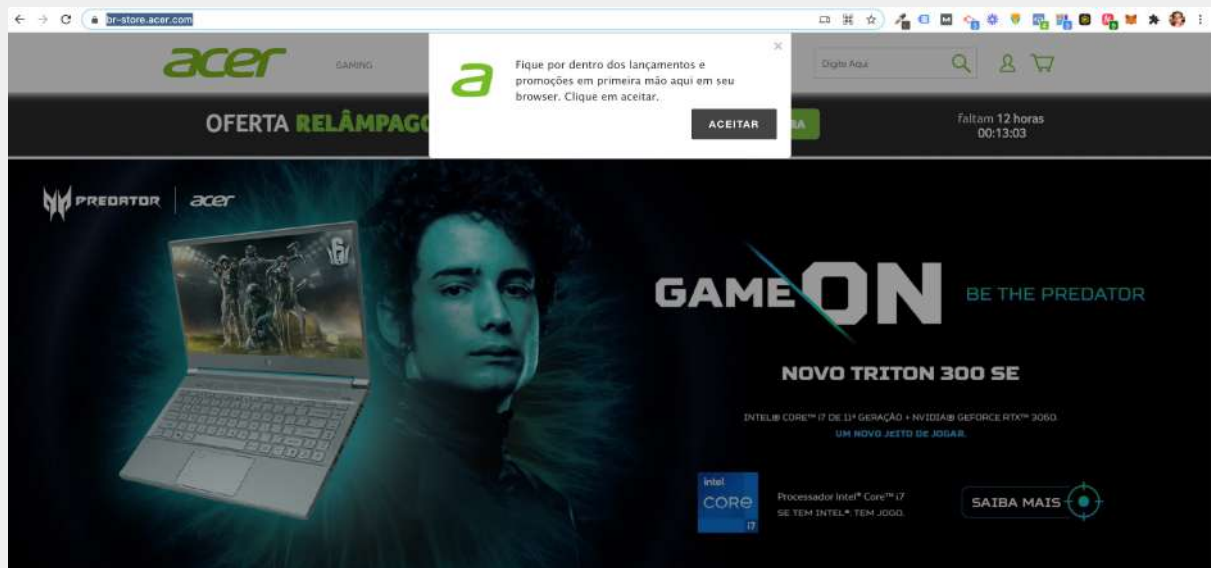 br-store.acer.com
acer
GAMING
Digite Aqui
Fique por dentro dos lançamentos e
promoções em primeira mão aqui em seu
browser. Clique em aceitar.
ACEITAR
OFERTA RELÂMPAGO
RA
faltam 12 horas
00:13:03
PREDATOR
acer
GAME ON
BE THE PREDATOR
NOVO TRITON 300 SE
INTEL® CORE™ i7 DE 11ª GERAÇÃO + NVIDIA® GEFORCE RTX™ 3060.
UM NOVO JEITO DE JOGAR.
intel
CORE
i7
Processador Intel® Core™ i7
SE TEM INTEL®, TEM JOGO.
SAIBA MAIS